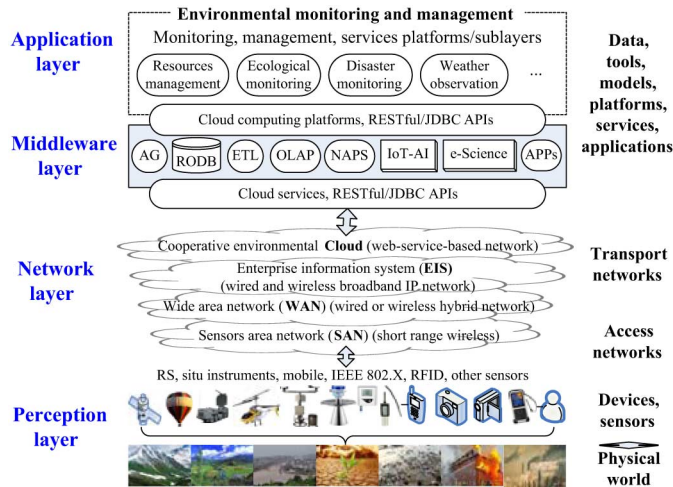 Environmental monitoring and management
Application
layer
Monitoring, management, services platforms/sublayers
Resources
management
Ecological
monitoring
Disaster
monitoring
Weather
observation
...
Data,
tools,
models,
platforms,
services,
applications
Cloud computing platforms, RESTful/JDBC APIs
Middleware
layer
AG
RODB
ETL
OLAP
NAPS
IoT-AI
e-Science
APPs
Cloud services, RESTful/JDBC APIs
Network
layer
Cooperative environmental Cloud (web-service-based network)
Enterprise information system (EIS)
(wired and wireless broadband IP network)
Wide area network (WAN) (wired or wireless hybrid network)
Sensors area network (SAN) (short range wireless)
Transport
networks
Access
networks
RS, situ instruments, mobile, IEEE 802.X, RFID, other sensors
Perception
layer
Devices,
sensors
Physical
world